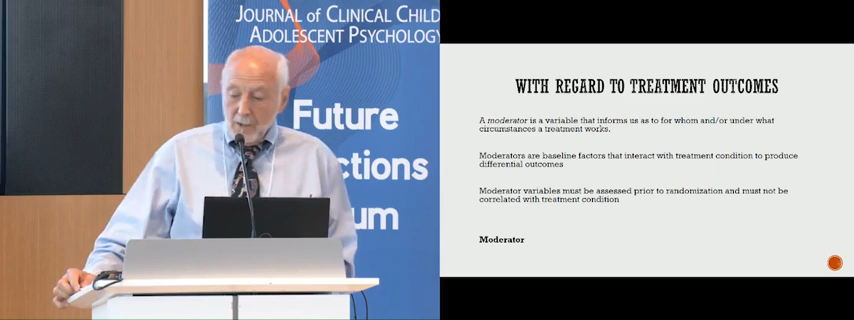 JOURNAL of CLINICAL CHILD
ADOLESCENT PSYCHOLOGY
Future
ctions
um
WITH REGARD TO TREATMENT OUTCOMES
A moderator is a variable that informs us as to for whom and/or under what
circumstances a treatment works.
Moderators are baseline factors that interact with treatment condition to produce
differential outcomes
Moderator variables must be assessed prior to randomization and must not be
correlated with treatment condition
Moderator